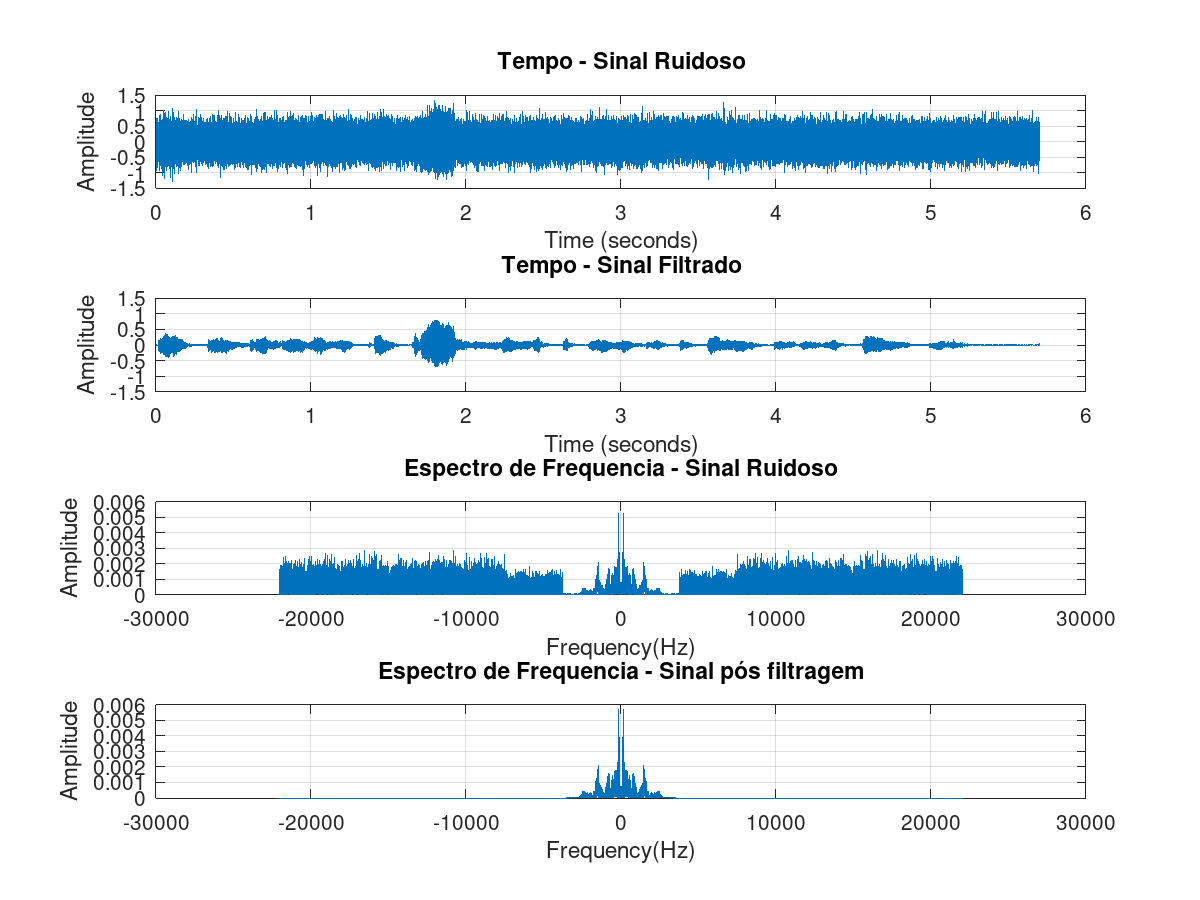 Tempo - Sinal Ruidoso
1.5
1
0.5
0
-0.5
-1
-1.5
Amplitude
0 1 2 3 4 5 6
Time (seconds)
Tempo - Sinal Filtrado
1.5
1
0.5
0
-0.5
-1
-1.5
Amplitude
0 1 2 3 4 5 6
Time (seconds)
Espectro de Frequencia - Sinal Ruidoso
0.006
0.005
0.004
0.003
0.002
0.001
0
Amplitude
-30000 -20000 -10000 0 10000 20000 30000
Frequency(Hz)
Espectro de Frequencia - Sinal pós filtragem
0.006
0.005
0.004
0.003
0.002
0.001
0
Amplitude
-30000 -20000 -10000 0 10000 20000 30000
Frequency(Hz)